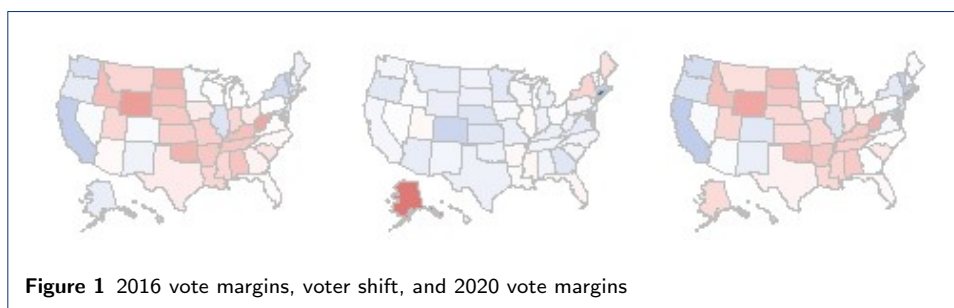 Figure 1 2016 vote margins, voter shift, and 2020 vote margins